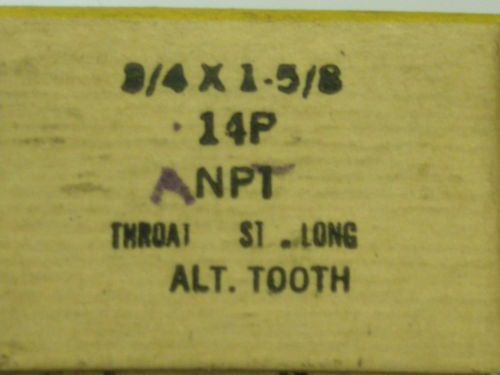 3/4 X 1-5/8
14P
ANPT
THROAT ST . LONG
ALT. TOOTH